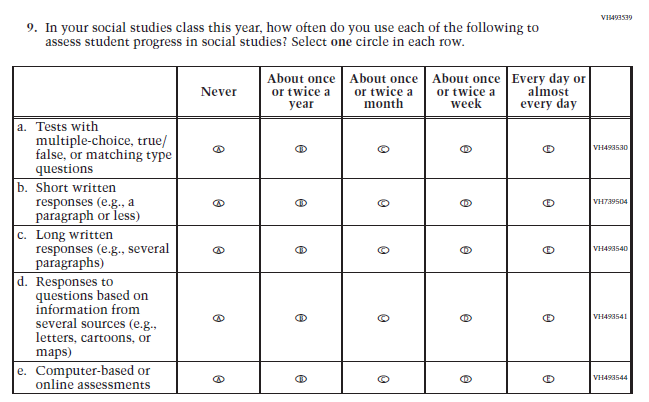 VH493539
9. In your social studies class this year, how often do you use each of the following to
assess student progress in social studies? Select one circle in each row.
Never
About once
or twice a
year
About once
or twice a
month
About once
or twice a
week
Every day or
almost
every day
a. Tests with
multiple-choice, true/
false, or matching type
questions
A B C D E VH493530
b. Short written
responses (e.g., a
paragraph or less)
A B C D E VH739504
c. Long written
responses (e.g., several
paragraphs)
A B C D E VH493540
d. Responses to
questions based on
information from
several sources (e.g.,
letters, cartoons, or
maps)
A B C D E VH493541
e. Computer-based or
online assessments
A B C D E VH493544